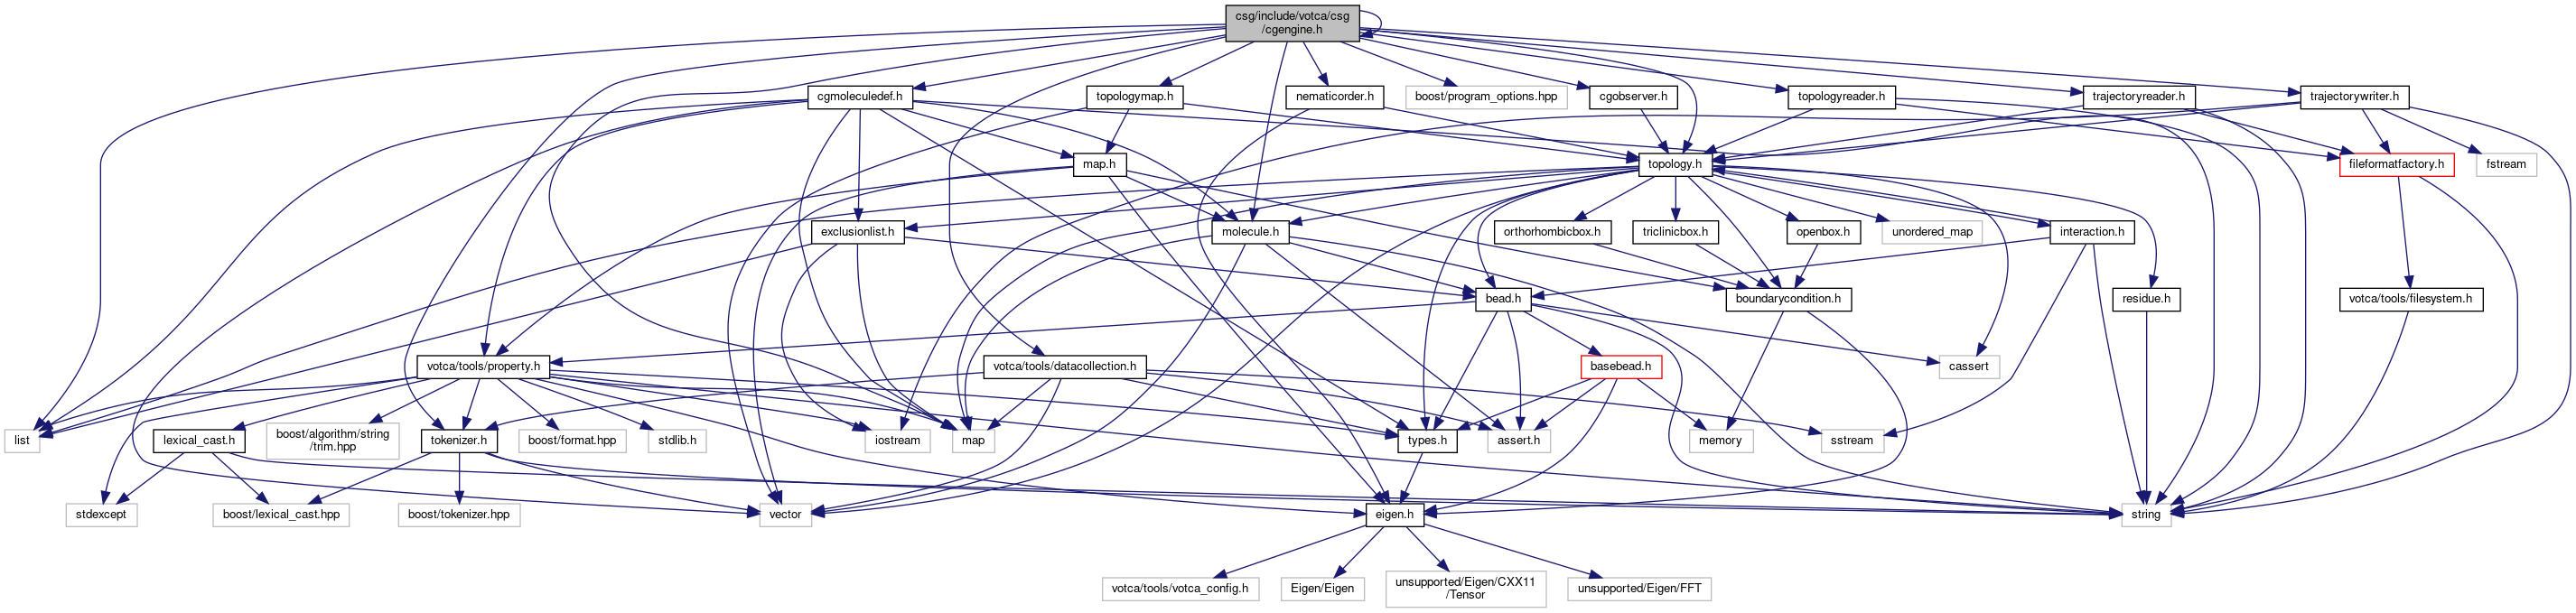 csg/include/votca/csg
/cgengine.h
cgmoleculedef.h
topologymap.h
nematicorder.h
boost/program_options.hpp
cgobserver.h
topologyreader.h
trajectoryreader.h
trajectorywriter.h
map.h
topology.h
fileformatfactory.h
fstream
exclusionlist.h
molecule.h
orthorhombicbox.h
triclinicbox.h
openbox.h
unordered_map
interaction.h
bead.h
boundarycondition.h
residue.h
votca/tools/filesystem.h
votca/tools/property.h
votca/tools/datacollection.h
basebead.h
cassert
list
lexical_cast.h
boost/algorithm/string
/trim.hpp
tokenizer.h
boost/format.hpp
stdlib.h
iostream
map
types.h
assert.h
memory
sstream
stdexcept
boost/lexical_cast.hpp
boost/tokenizer.hpp
vector
eigen.h
string
votca/tools/votca_config.h
Eigen/Eigen
unsupported/Eigen/CXX11
/Tensor
unsupported/Eigen/FFT